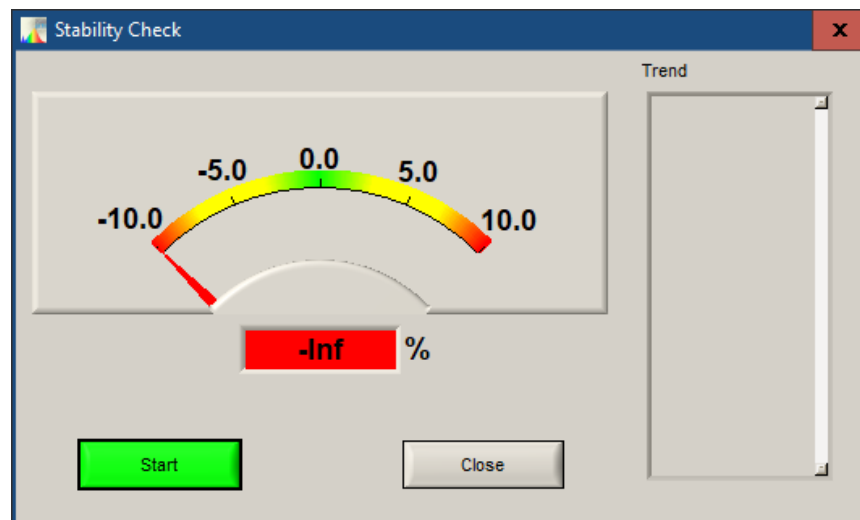 Stability Check
x
Trend
-10.0
-5.0
0.0
5.0
10.0
-Inf %
Start
Close